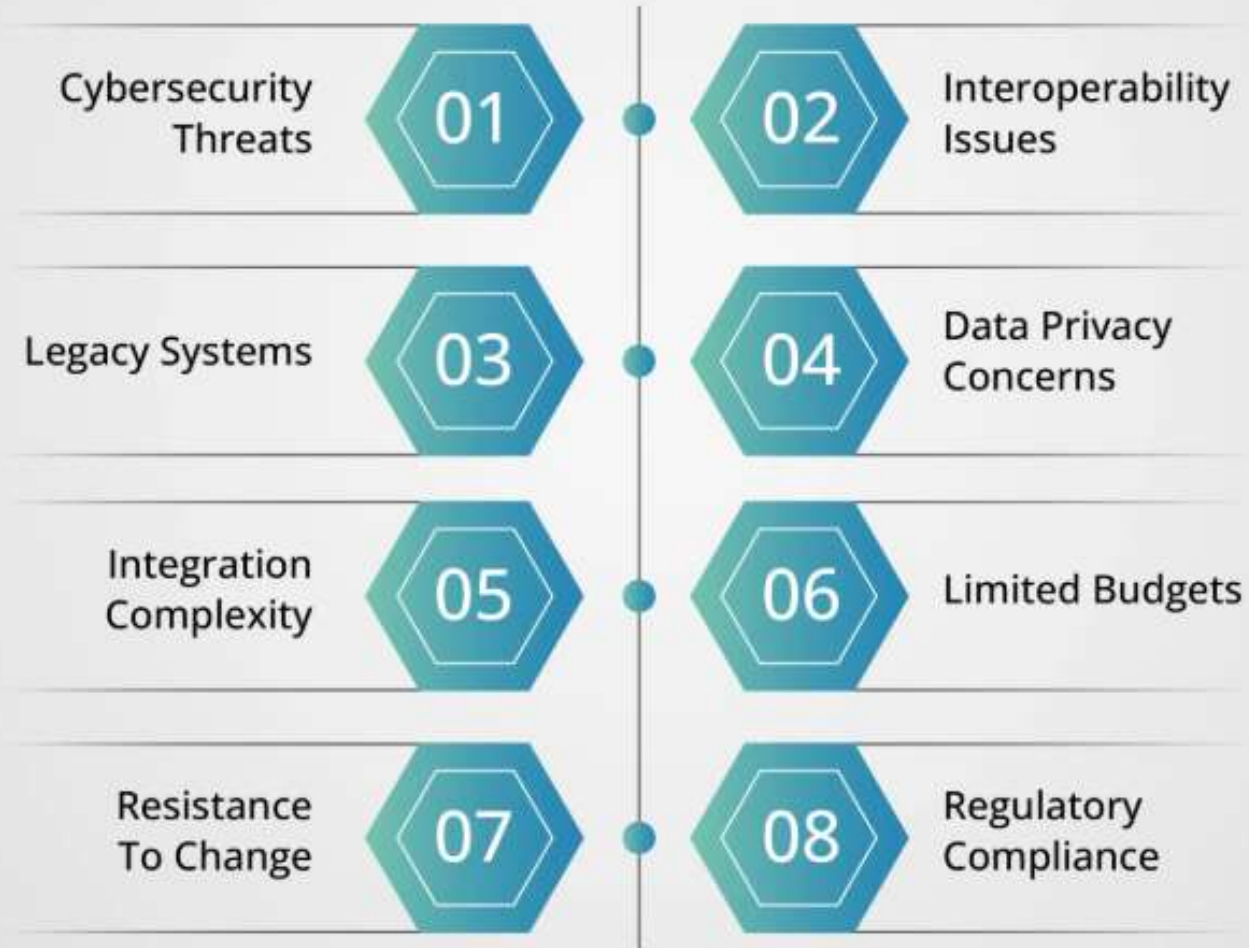 01
Cybersecurity
Threats
02
Interoperability
Issues
03
Legacy Systems
04
Data Privacy
Concerns
05
Integration
Complexity
06
Limited Budgets
07
Resistance
To Change
08
Regulatory
Compliance